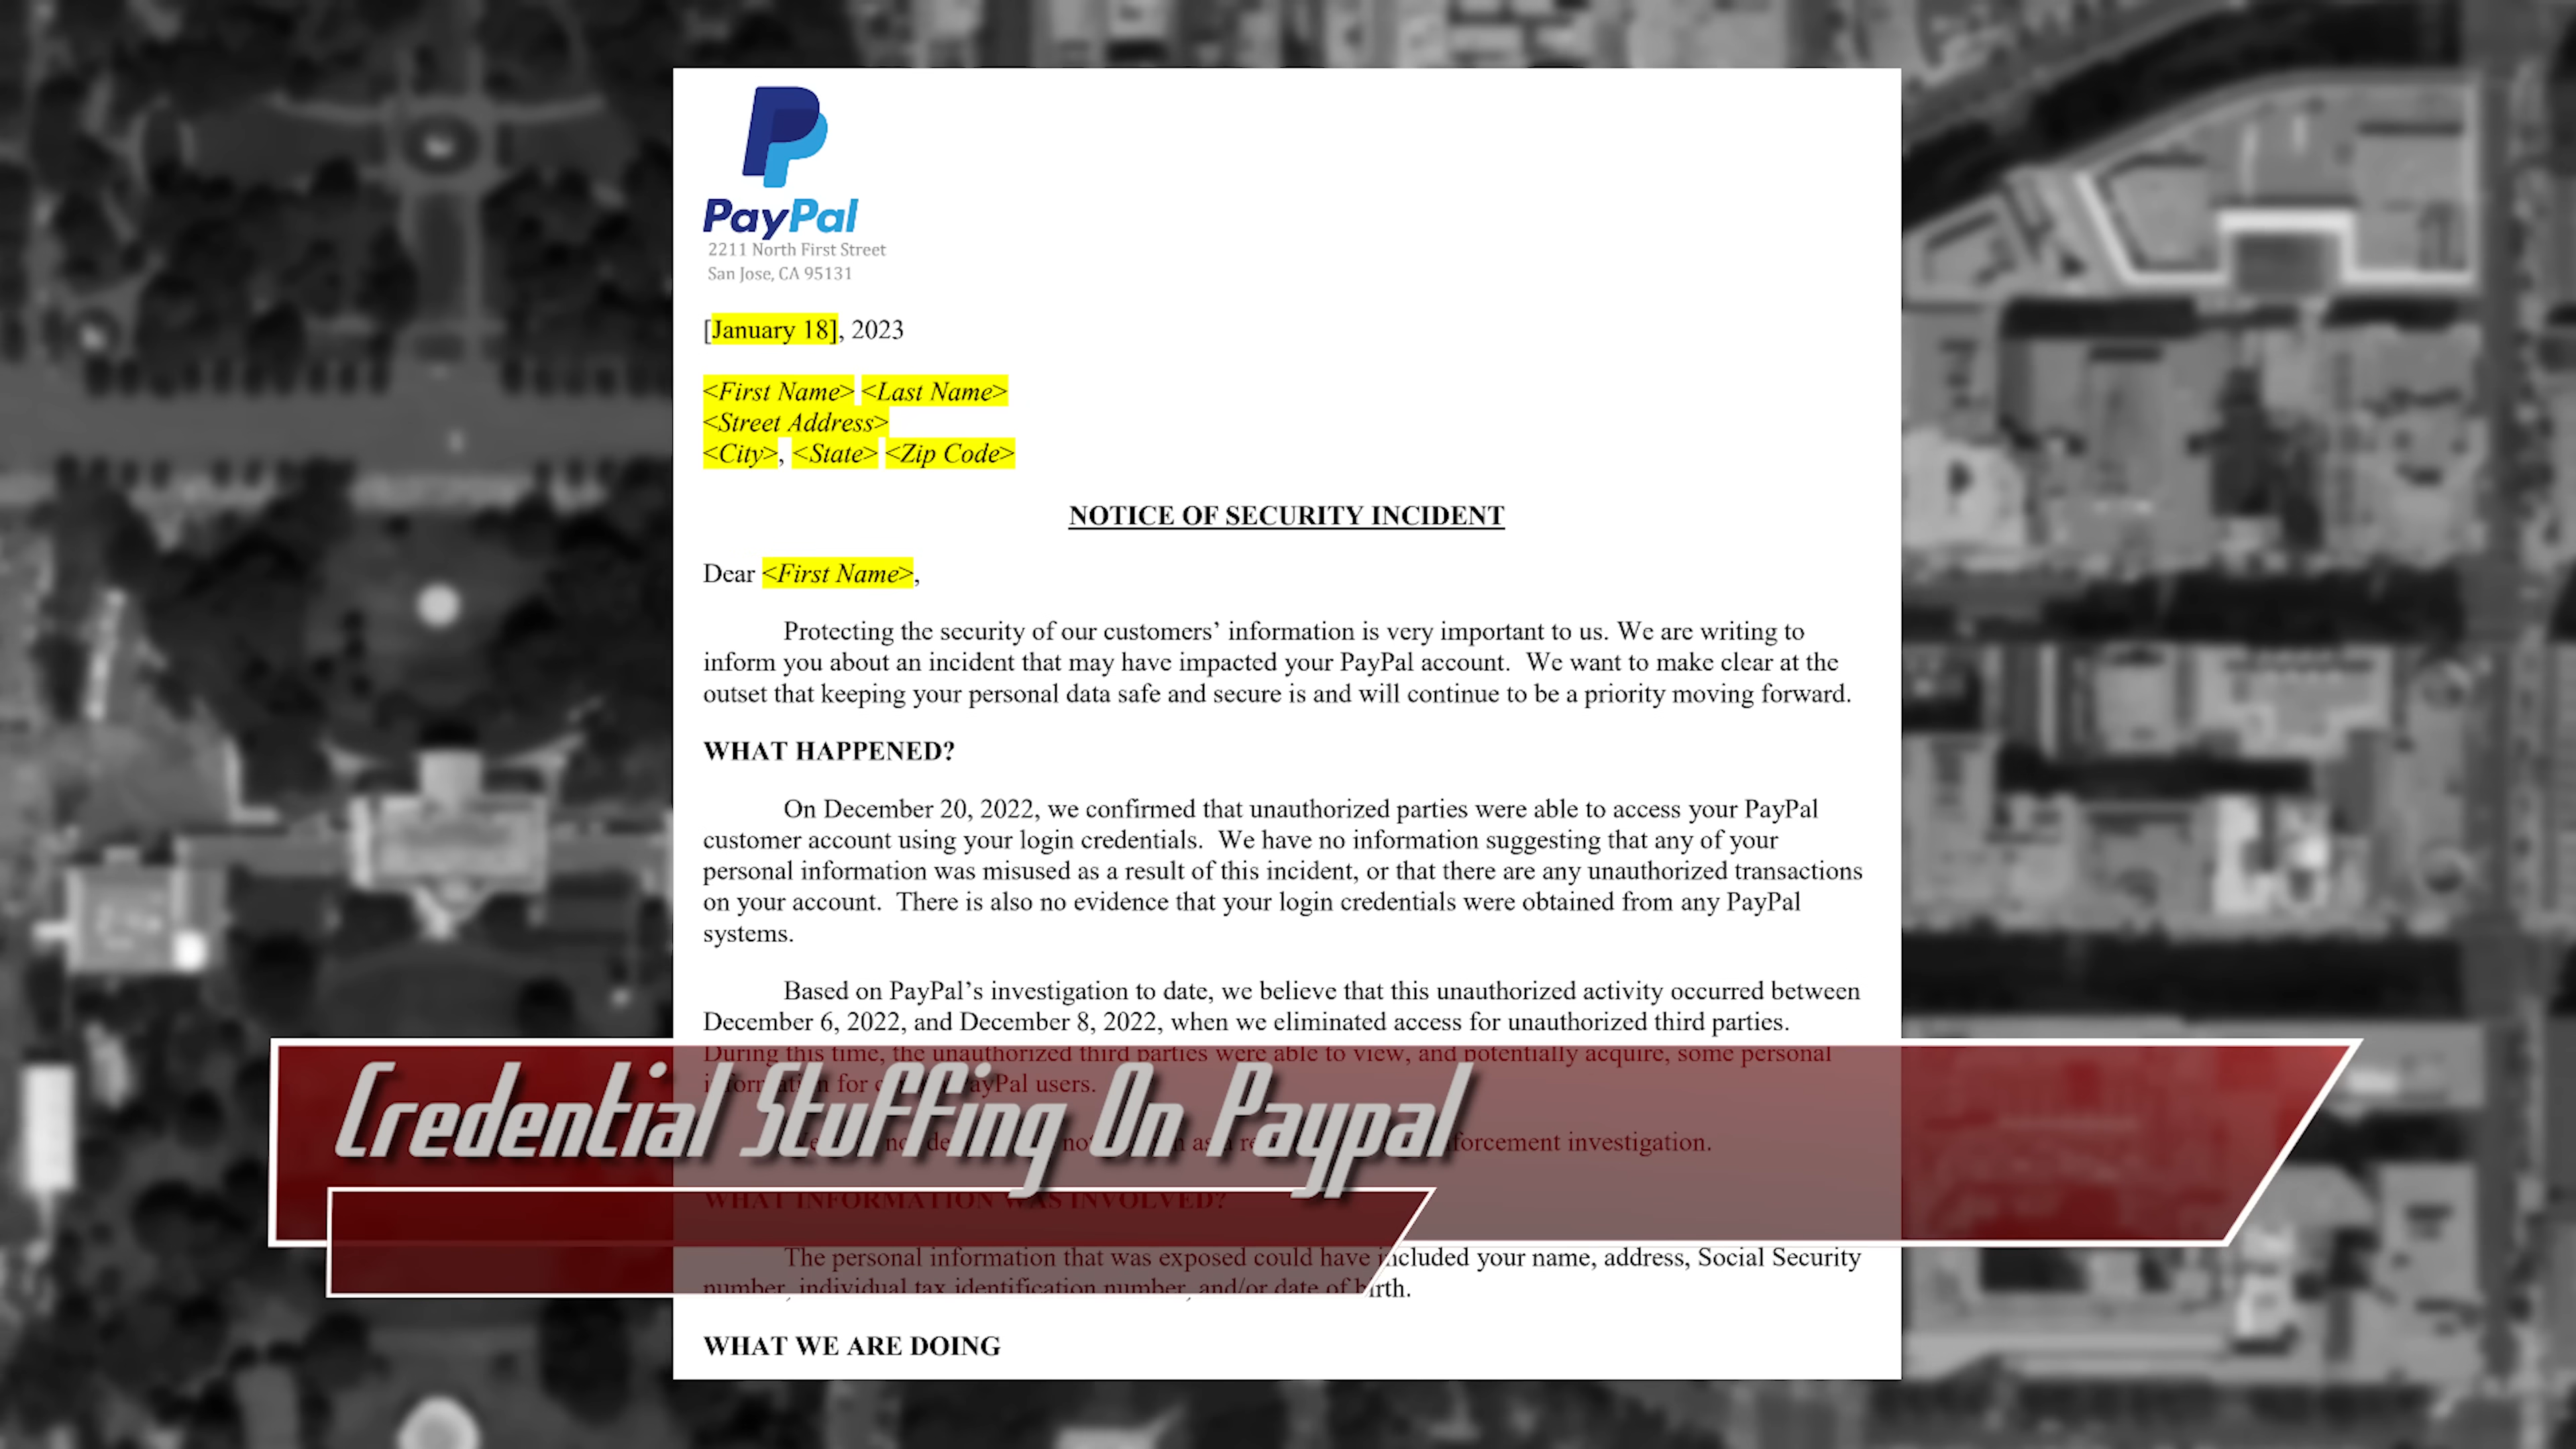 PayPal
2211 North First Street
San Jose, CA 95131
[January 18], 2023
<First Name> <Last Name>
<Street Address>
<City>, <State> <Zip Code>
NOTICE OF SECURITY INCIDENT
Dear <First Name>,
Protecting the security of our customers’ information is very important to us. We are writing to
inform you about an incident that may have impacted your PayPal account. We want to make clear at the
outset that keeping your personal data safe and secure is and will continue to be a priority moving forward.
WHAT HAPPENED?
On December 20, 2022, we confirmed that unauthorized parties were able to access your PayPal
customer account using your login credentials. We have no information suggesting that any of your
personal information was misused as a result of this incident, or that there are any unauthorized transactions
on your account. There is also no evidence that your login credentials were obtained from any PayPal
systems.
Based on PayPal’s investigation to date, we believe that this unauthorized activity occurred between
December 6, 2022, and December 8, 2022, when we eliminated access for unauthorized third parties.
During this time, the unauthorized third parties were able to view, and potentially acquire, some personal
for PayPal users.
Credential Stuffing On Paypal
investigation.
WHAT INFORMATION WAS INVOLVED?
The personal information that was exposed could have included your name, address, Social Security
number, individual tax identification number, and/or date of birth.
WHAT WE ARE DOING